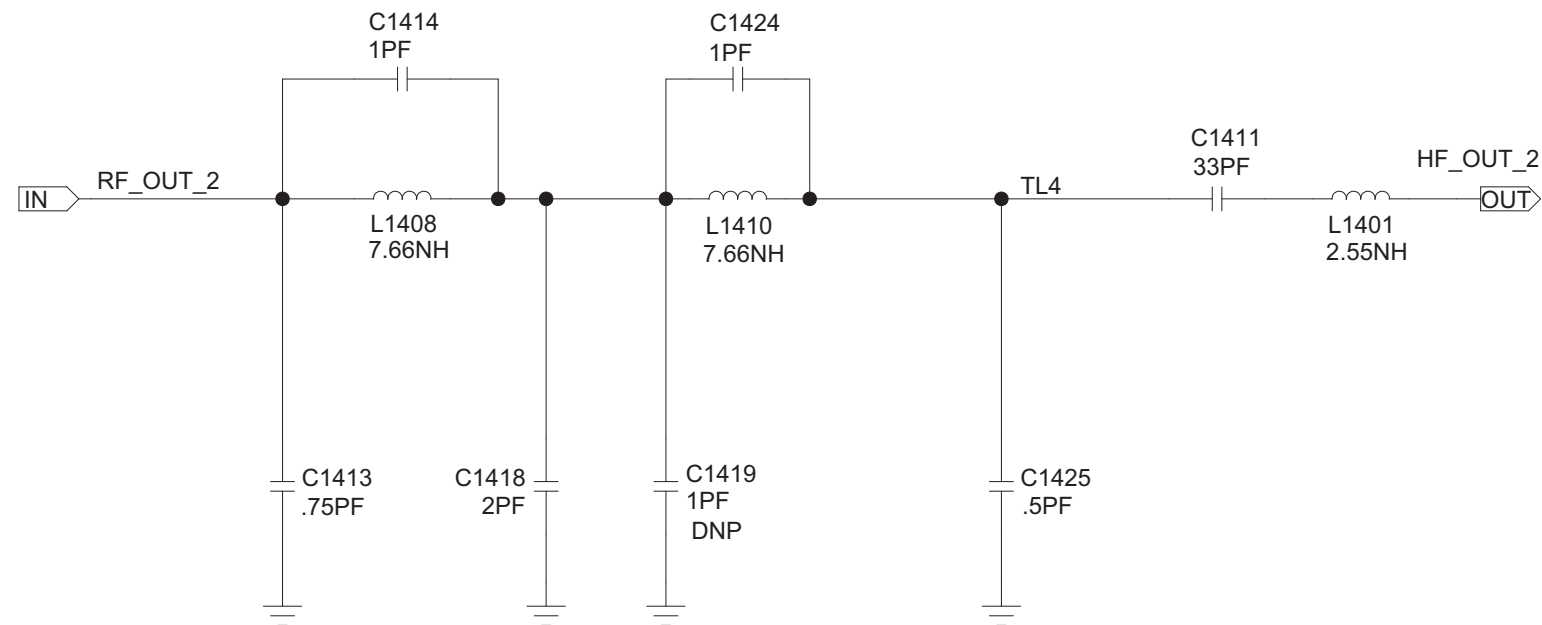 C1414
1PF
C1424
1PF
C1411
33PF
HF_OUT_2
IN
RF_OUT_2
TL4
OUT
L1408
7.66NH
L1410
7.66NH
L1401
2.55NH
C1413
.75PF
C1418
2PF
C1419
1PF
DNP
C1425
.5PF